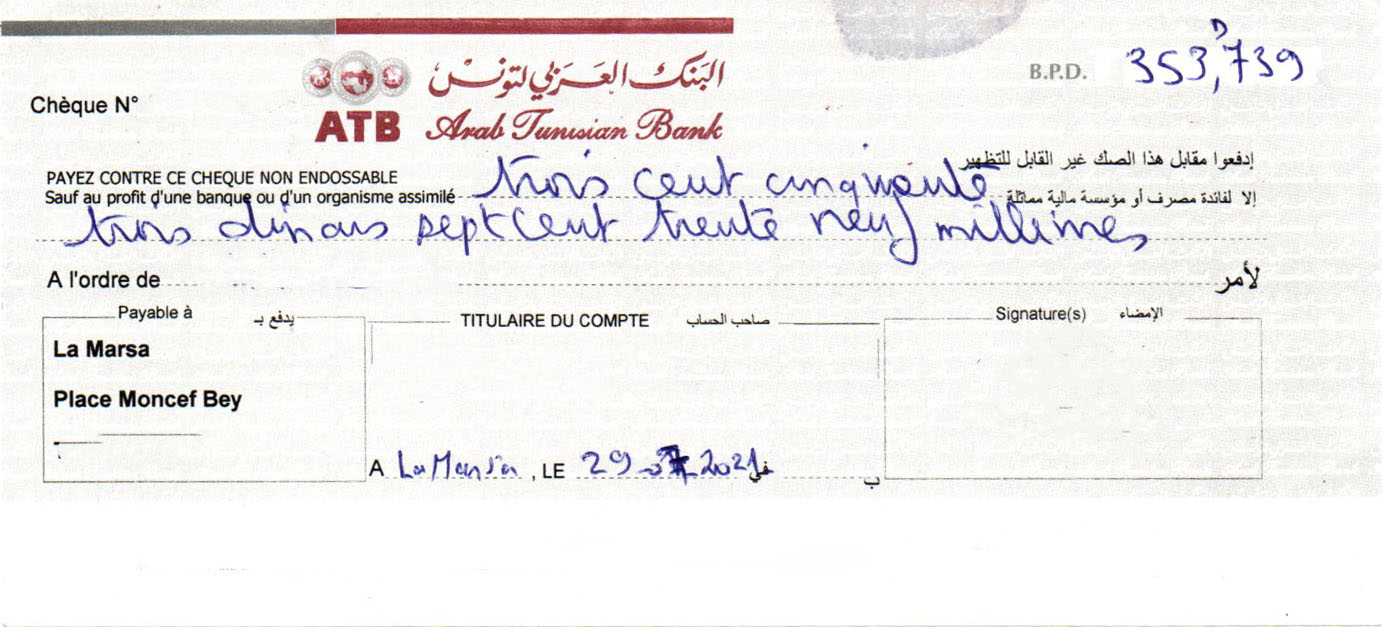 البنك العربي لتونس
ATB Arab Tunisian Bank
B.P.D. 353,D739
Chèque N°
PAYEZ CONTRE CE CHEQUE NON ENDOSSABLE
Sauf au profit d'une banque ou d'un organisme assimilé
إدفعوا مقابل هذا الصك غير القابل للتظهير
إلا لفائدة مصرف أو مؤسسة مالية مماثلة
trois cent cinquante
trois dinars sept cent trente neuf millimes
A l'ordre de لأمر
Payable à يدفع بـ
La Marsa
Place Moncef Bey
TITULAIRE DU COMPTE صاحب الحساب
Signature(s) الإمضاء
A La Marsa, LE 29 2021 في ب